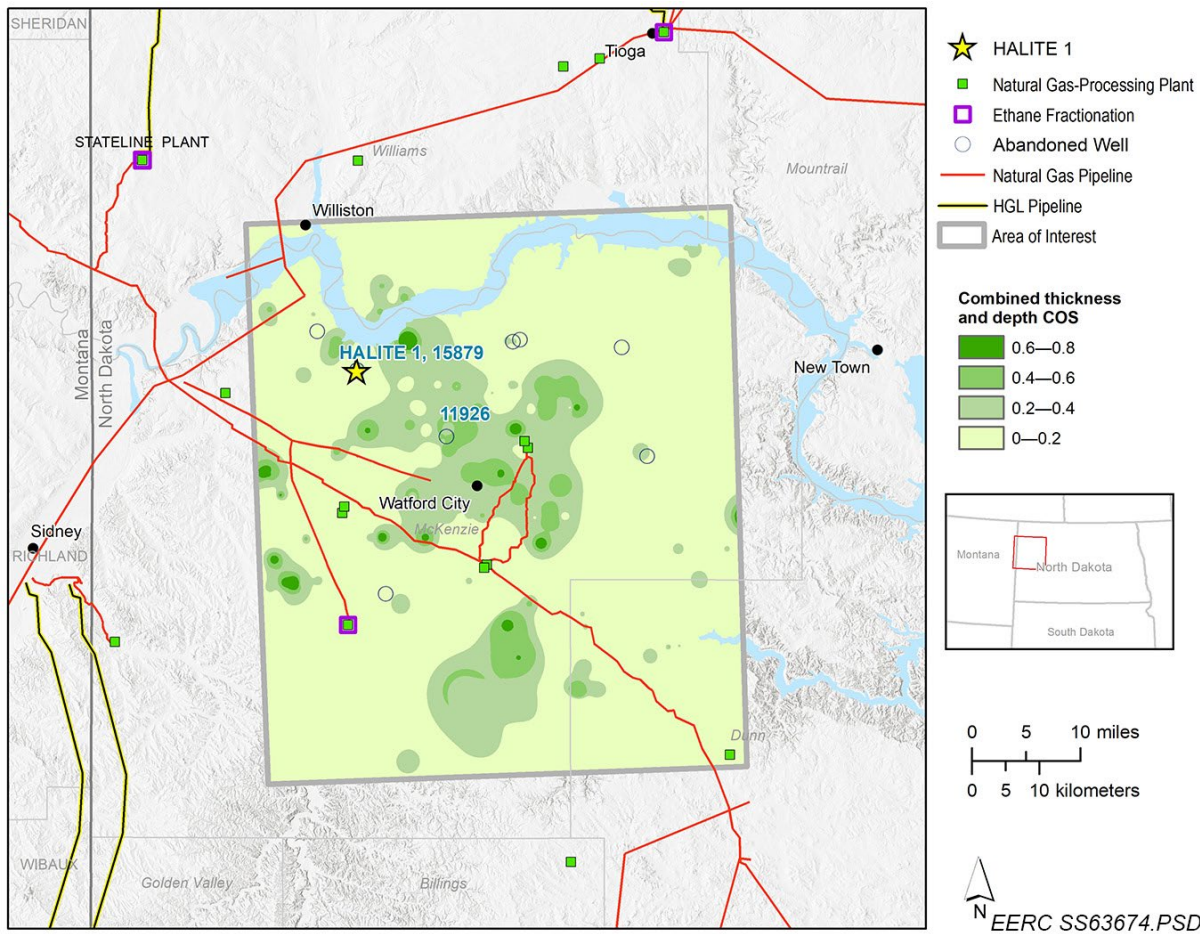 SHERIDAN
Tioga
STATELINE PLANT
Williams
Mountrail
Williston
Montana
North Dakota
HALITE 1, 15879
New Town
11926
Watford City
McKenzie
Sidney
RICHLAND
Dunn
WIBAUX
Golden Valley
Billings
HALITE 1
Natural Gas-Processing Plant
Ethane Fractionation
Abandoned Well
Natural Gas Pipeline
HGL Pipeline
Area of Interest
Combined thickness
and depth COS
0.6—0.8
0.4—0.6
0.2—0.4
0—0.2
Montana
North Dakota
South Dakota
0 5 10 miles
0 5 10 kilometers
N
EERC SS63674.PSD